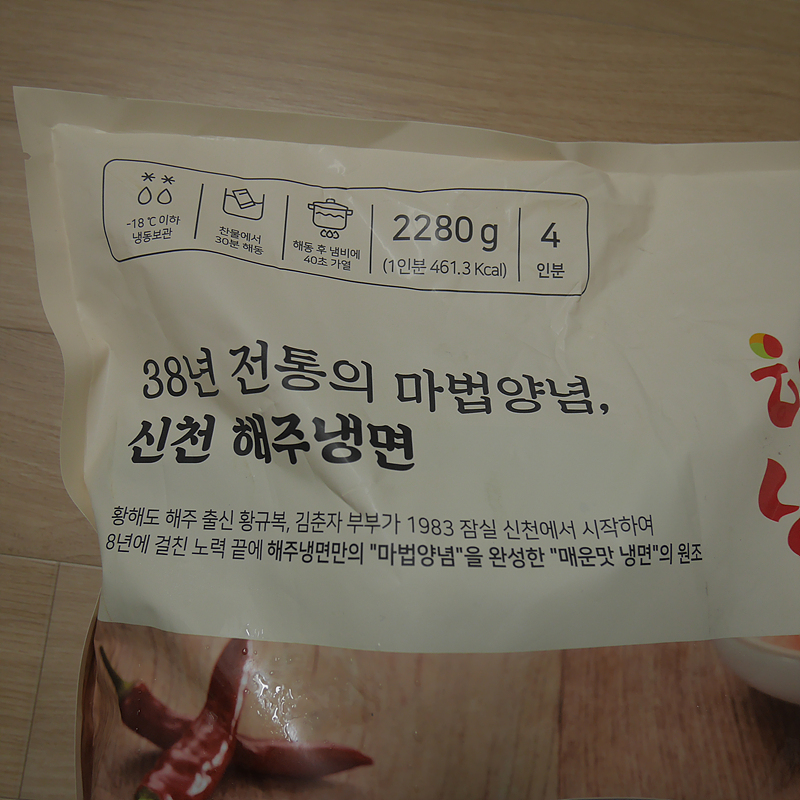 -18 ℃ 이하
냉동보관
찬물에서
30분 해동
해동 후 냄비에
40초 가열
2280g
(1인분 461.3 Kcal)
4
인분
38년 전통의 마법양념,
신천 해주냉면
황해도 해주 출신 황규복, 김춘자 부부가 1983 잠실 신천에서 시작하여
8년에 걸친 노력 끝에 해주냉면만의 "마법양념"을 완성한 "매운맛 냉면"의 원조